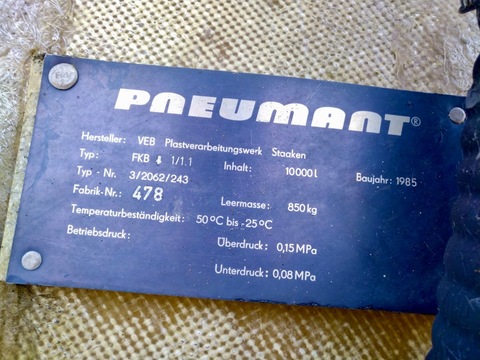 PNEUMANT®
Hersteller: VEB Plastverarbeitungswerk Staaken
Typ: FKB 1/1.1 Inhalt: 10000 l Baujahr: 1985
Typ - Nr. 3/2062/243
Fabrik-Nr.: 478 Leermasse: 850 kg
Temperaturbeständigkeit: 50 °C bis -25 °C
Betriebsdruck: Überdruck: 0,15 MPa
Unterdruck: 0,08 MPa